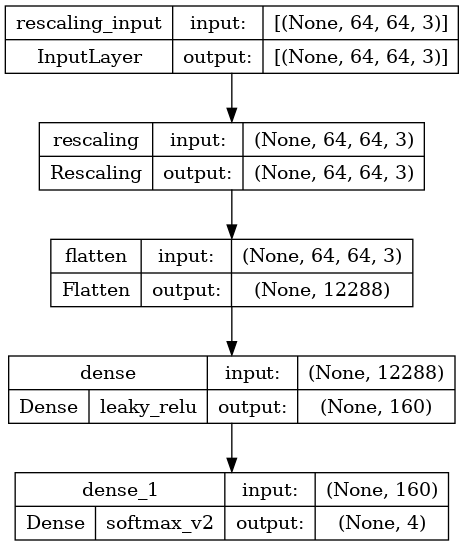 rescaling_input input: [(None, 64, 64, 3)]
InputLayer output: [(None, 64, 64, 3)]
rescaling input: (None, 64, 64, 3)
Rescaling output: (None, 64, 64, 3)
flatten input: (None, 64, 64, 3)
Flatten output: (None, 12288)
dense input: (None, 12288)
Dense leaky_relu output: (None, 160)
dense_1 input: (None, 160)
Dense softmax_v2 output: (None, 4)